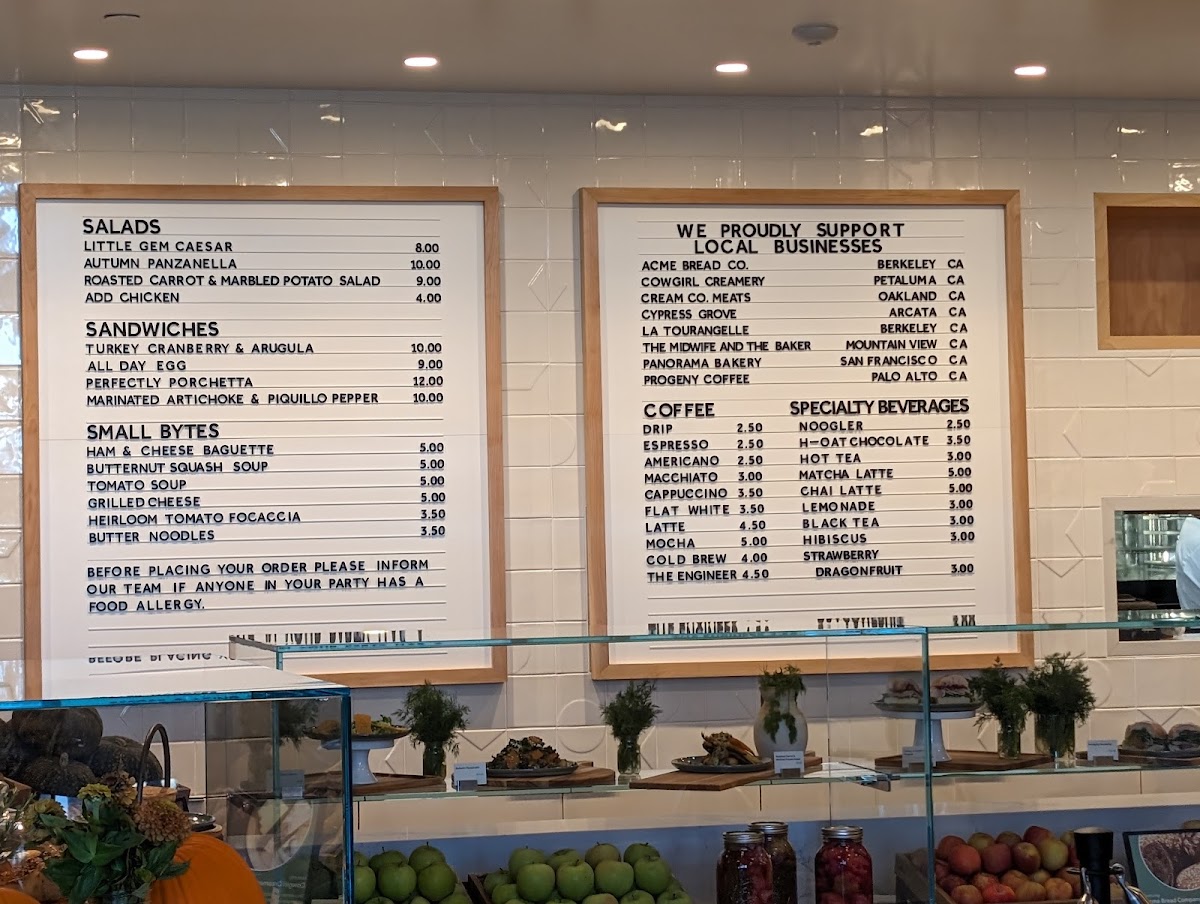 SALADS
LITTLE GEM CAESAR 8.00
AUTUMN PANZANELLA 10.00
ROASTED CARROT & MARBLED POTATO SALAD 9.00
ADD CHICKEN 4.00
SANDWICHES
TURKEY CRANBERRY & ARUGULA 10.00
ALL DAY EGG 9.00
PERFECTLY PORCHETTA 12.00
MARINATED ARTICHOKE & PIQUILLO PEPPER 10.00
SMALL BYTES
HAM & CHEESE BAGUETTE 5.00
BUTTERNUT SQUASH SOUP 5.00
TOMATO SOUP 5.00
GRILLED CHEESE 5.00
HEIRLOOM TOMATO FOCACCIA 3.50
BUTTER NOODLES 3.50
BEFORE PLACING YOUR ORDER PLEASE INFORM
OUR TEAM IF ANYONE IN YOUR PARTY HAS A
FOOD ALLERGY.
WE PROUDLY SUPPORT
LOCAL BUSINESSES
ACME BREAD CO. BERKELEY CA
COWGIRL CREAMERY PETALUMA CA
CREAM CO. MEATS OAKLAND CA
CYPRESS GROVE ARCATA CA
LA TOURANGELLE BERKELEY CA
THE MIDWIFE AND THE BAKER MOUNTAIN VIEW CA
PANORAMA BAKERY SAN FRANCISCO CA
PROGENY COFFEE PALO ALTO CA
COFFEE
DRIP 2.50
ESPRESSO 2.50
AMERICANO 2.50
MACCHIATO 3.00
CAPPUCCINO 3.50
FLAT WHITE 3.50
LATTE 4.50
MOCHA 5.00
COLD BREW 4.00
THE ENGINEER 4.50
SPECIALTY BEVERAGES
NOOGLER 2.50
H-OAT CHOCOLATE 3.50
HOT TEA 3.00
MATCHA LATTE 5.00
CHAI LATTE 5.00
LEMONADE 3.00
BLACK TEA 3.00
HIBISCUS 3.00
STRAWBERRY
DRAGONFRUIT 3.00